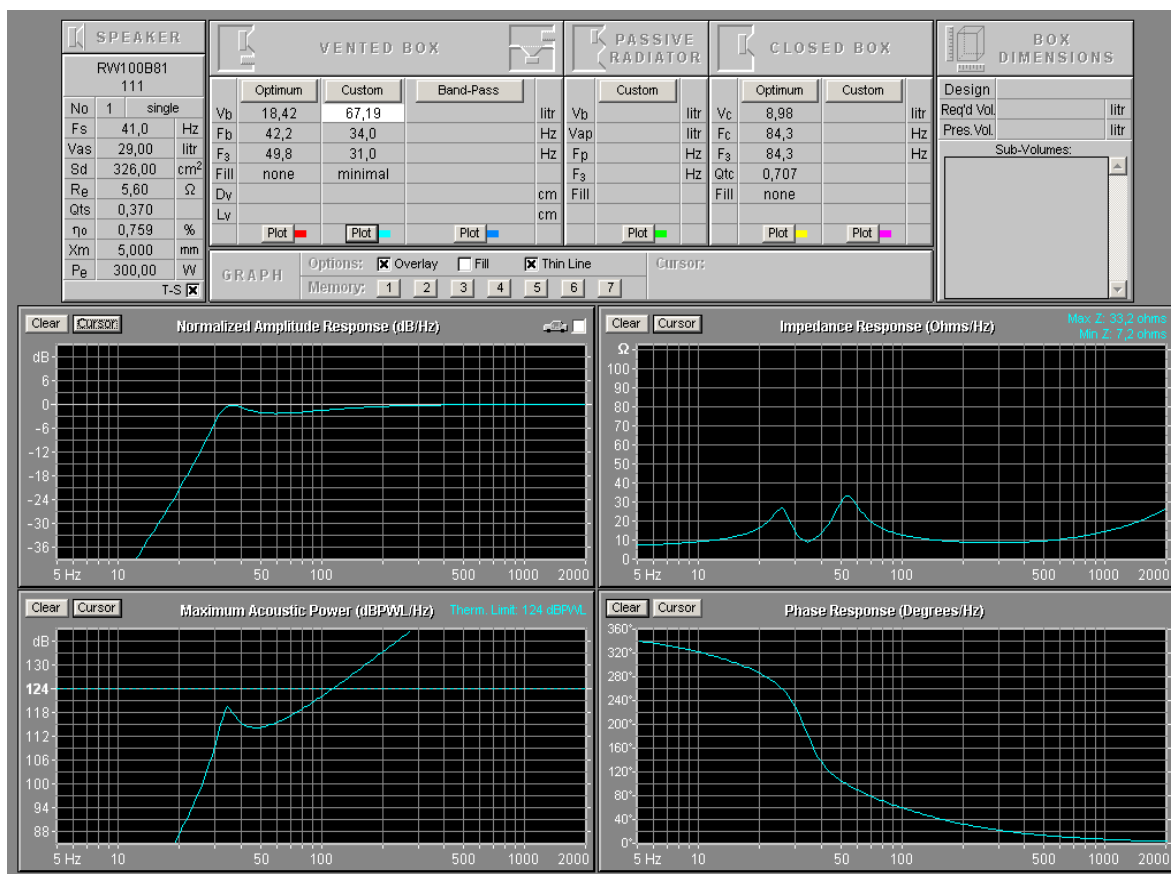 SPEAKER
RW100B81
111
No 1 single
Fs 41,0 Hz
Vas 29,00 litr
Sd 326,00 cm²
Re 5,60 Ω
Qts 0,370
ηo 0,759 %
Xm 5,000 mm
Pe 300,00 W
T-S
VENTED BOX
Optimum Custom Band-Pass
Vb 18,42 67,19 litr
Fb 42,2 34,0 Hz
F3 49,8 31,0 Hz
Fill none minimal
Dv cm
Lv cm
Plot Plot Plot
PASSIVE
RADIATOR
Custom
Vb litr
Vap litr
Fp Hz
F3 Hz
Fill
Plot
CLOSED BOX
Optimum Custom
Vc 8,98 litr
Fc 84,3 Hz
F3 84,3 Hz
Qtc 0,707
Fill none
Plot Plot
BOX
DIMENSIONS
Design
Req'd Vol. litr
Pres. Vol. litr
Sub-Volumes:
GRAPH
Options: Overlay Fill Thin Line Cursor:
Memory: 1 2 3 4 5 6 7
Clear Cursor Normalized Amplitude Response (dB/Hz)
dB
6
0
-6
-12
-18
-24
-30
-36
5 Hz 10 50 100 500 1000 2000
Clear Cursor Impedance Response (Ohms/Hz) Max Z: 33,2 ohms
Min Z: 7,2 ohms
Ω
100
90
80
70
60
50
40
30
20
10
0
5 Hz 10 50 100 500 1000 2000
Clear Cursor Maximum Acoustic Power (dBPWL/Hz) Therm. Limit: 124 dBPWL
dB
130
124
118
112
106
100
94
88
5 Hz 10 50 100 500 1000 2000
Clear Cursor Phase Response (Degrees/Hz)
360°
320°
280°
240°
200°
160°
120°
80°
40°
0°
5 Hz 10 50 100 500 1000 2000